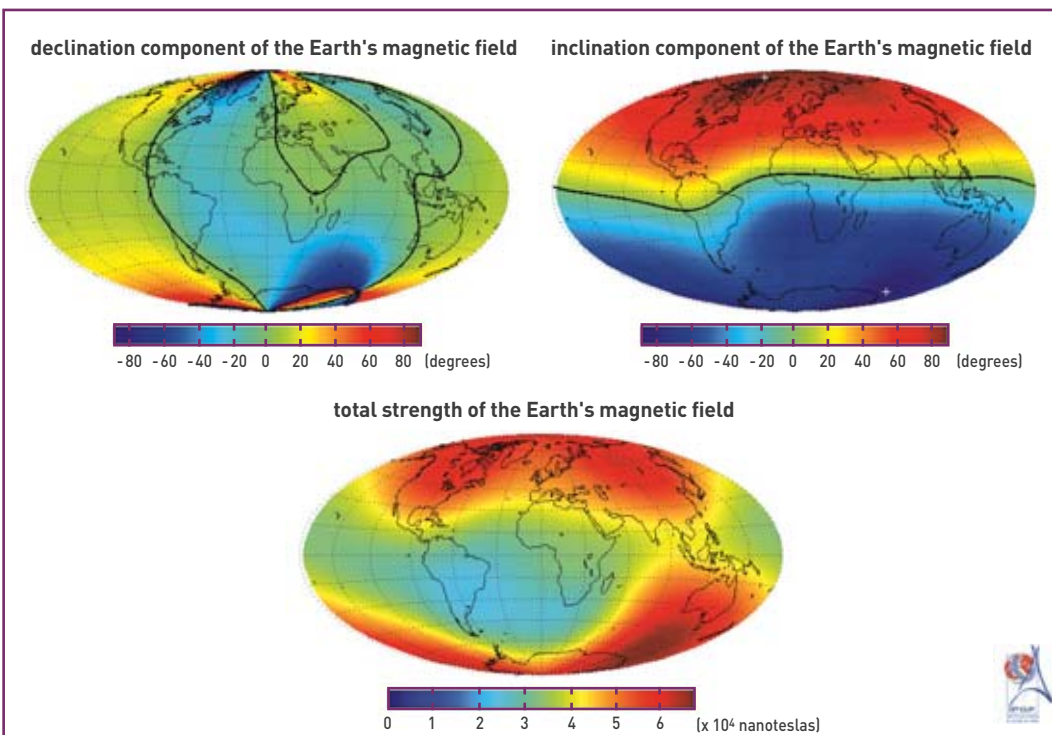 declination component of the Earth's magnetic field
inclination component of the Earth's magnetic field
-80 -60 -40 -20 0 20 40 60 80 (degrees)
-80 -60 -40 -20 0 20 40 60 80 (degrees)
total strength of the Earth's magnetic field
0 1 2 3 4 5 6 (x 10⁴ nanoteslas)